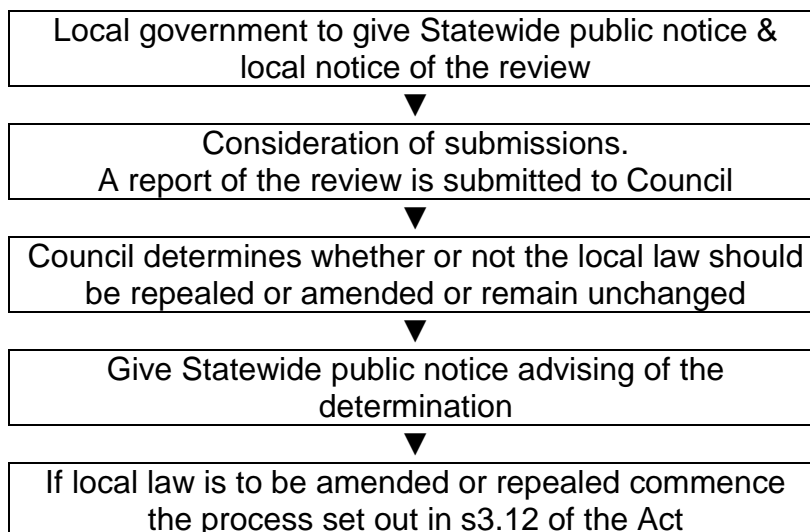 Local government to give Statewide public notice &
local notice of the review
Consideration of submissions.
A report of the review is submitted to Council
Council determines whether or not the local law should
be repealed or amended or remain unchanged
Give Statewide public notice advising of the
determination
If local law is to be amended or repealed commence
the process set out in s3.12 of the Act